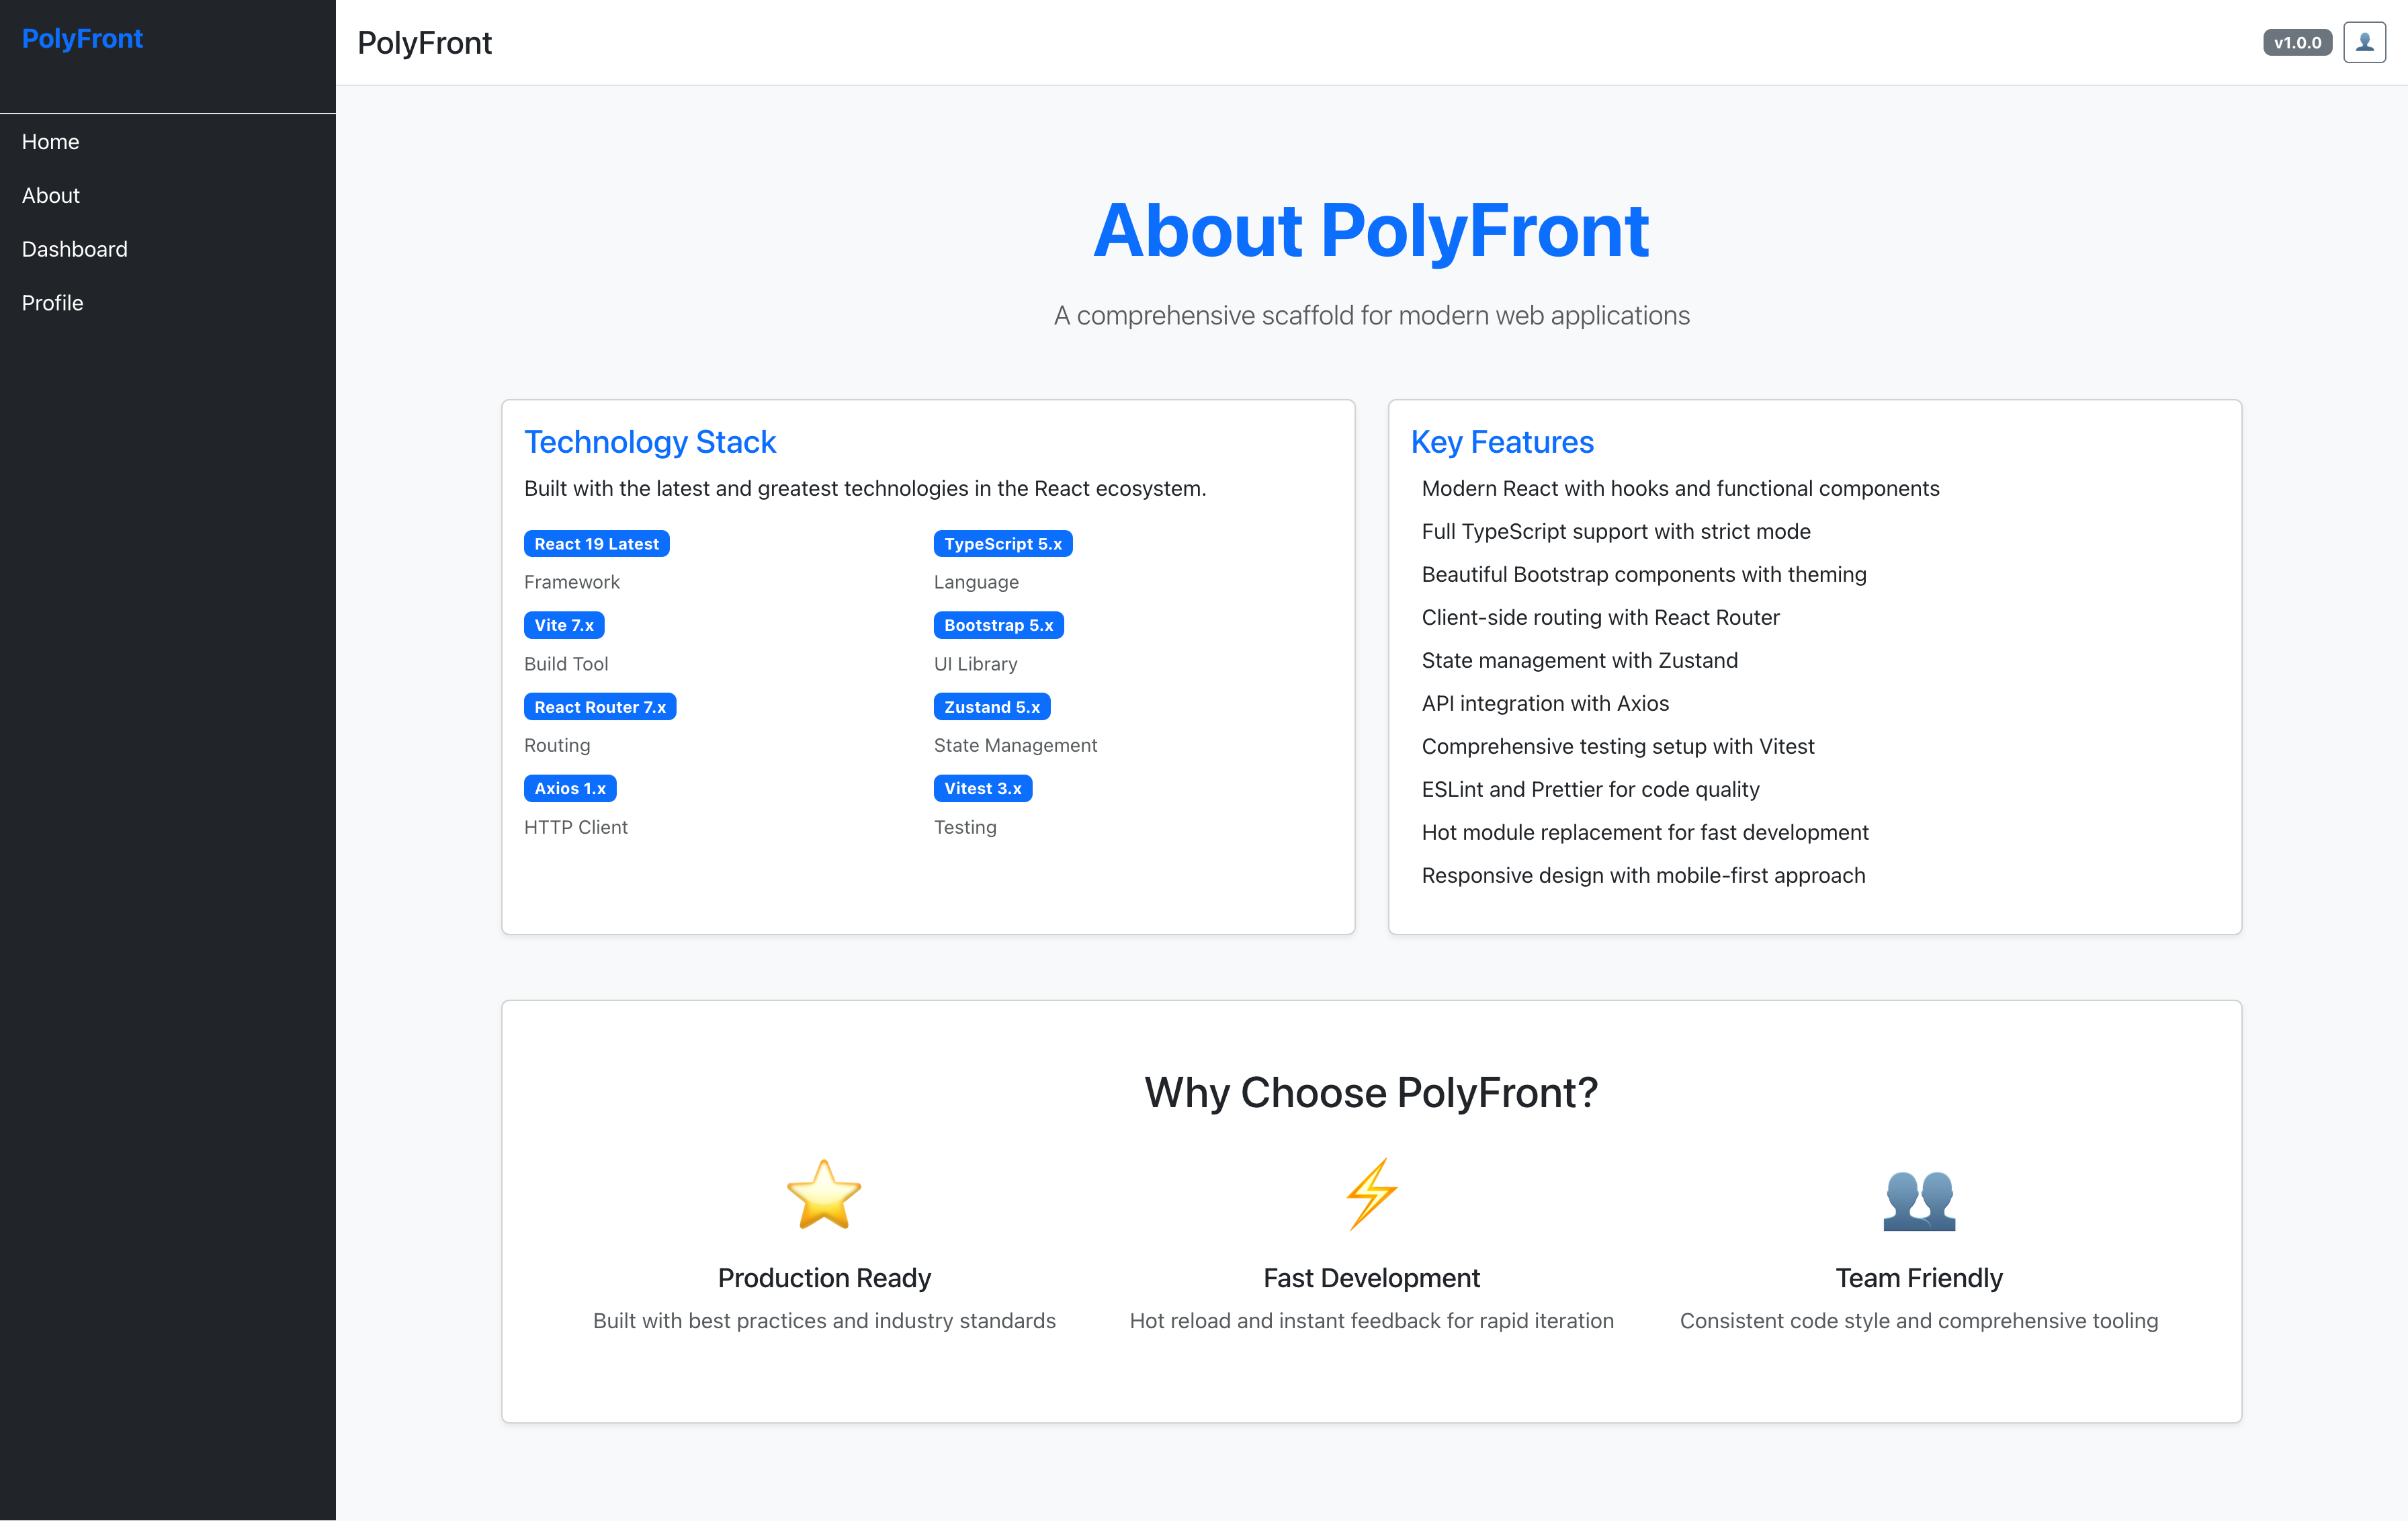 PolyFront
Home
About
Dashboard
Profile
PolyFront
v1.0.0
About PolyFront
A comprehensive scaffold for modern web applications
Technology Stack
Built with the latest and greatest technologies in the React ecosystem.
React 19 Latest
Framework
TypeScript 5.x
Language
Vite 7.x
Build Tool
Bootstrap 5.x
UI Library
React Router 7.x
Routing
Zustand 5.x
State Management
Axios 1.x
HTTP Client
Vitest 3.x
Testing
Key Features
Modern React with hooks and functional components
Full TypeScript support with strict mode
Beautiful Bootstrap components with theming
Client-side routing with React Router
State management with Zustand
API integration with Axios
Comprehensive testing setup with Vitest
ESLint and Prettier for code quality
Hot module replacement for fast development
Responsive design with mobile-first approach
Why Choose PolyFront?
Production Ready
Built with best practices and industry standards
Fast Development
Hot reload and instant feedback for rapid iteration
Team Friendly
Consistent code style and comprehensive tooling